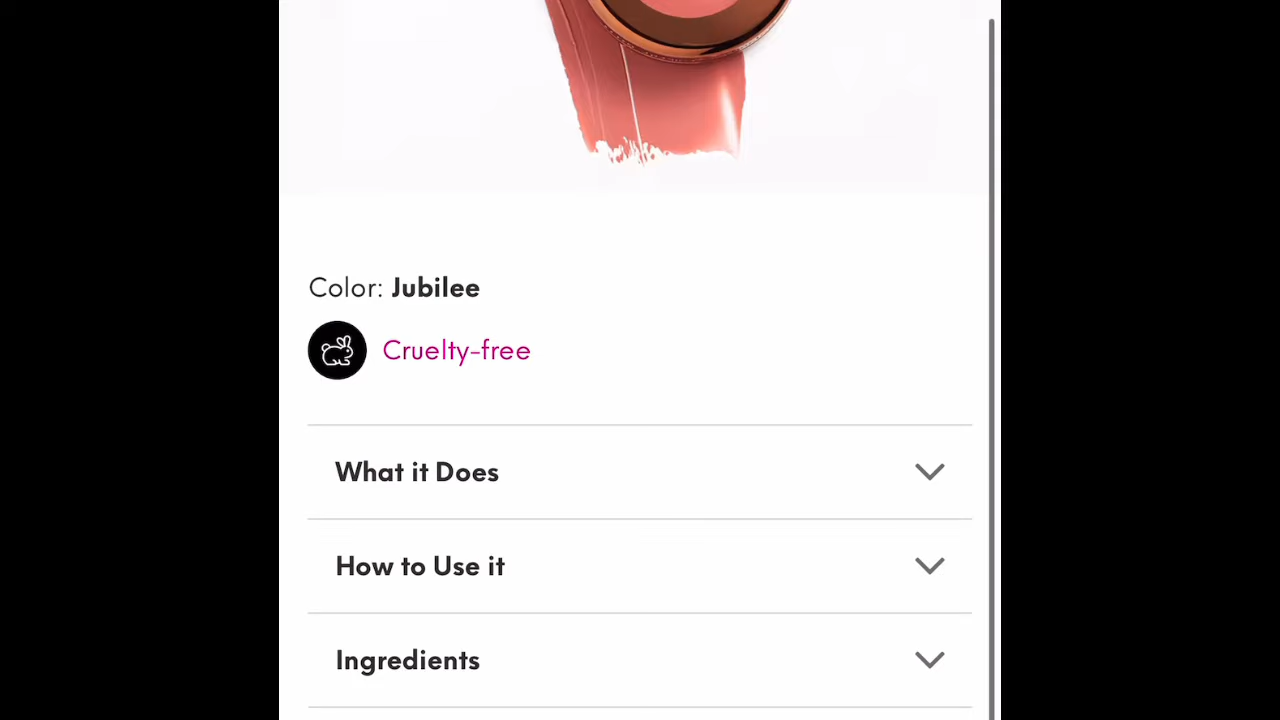 Color: Jubilee
Cruelty-free
What it Does
How to Use it
Ingredients